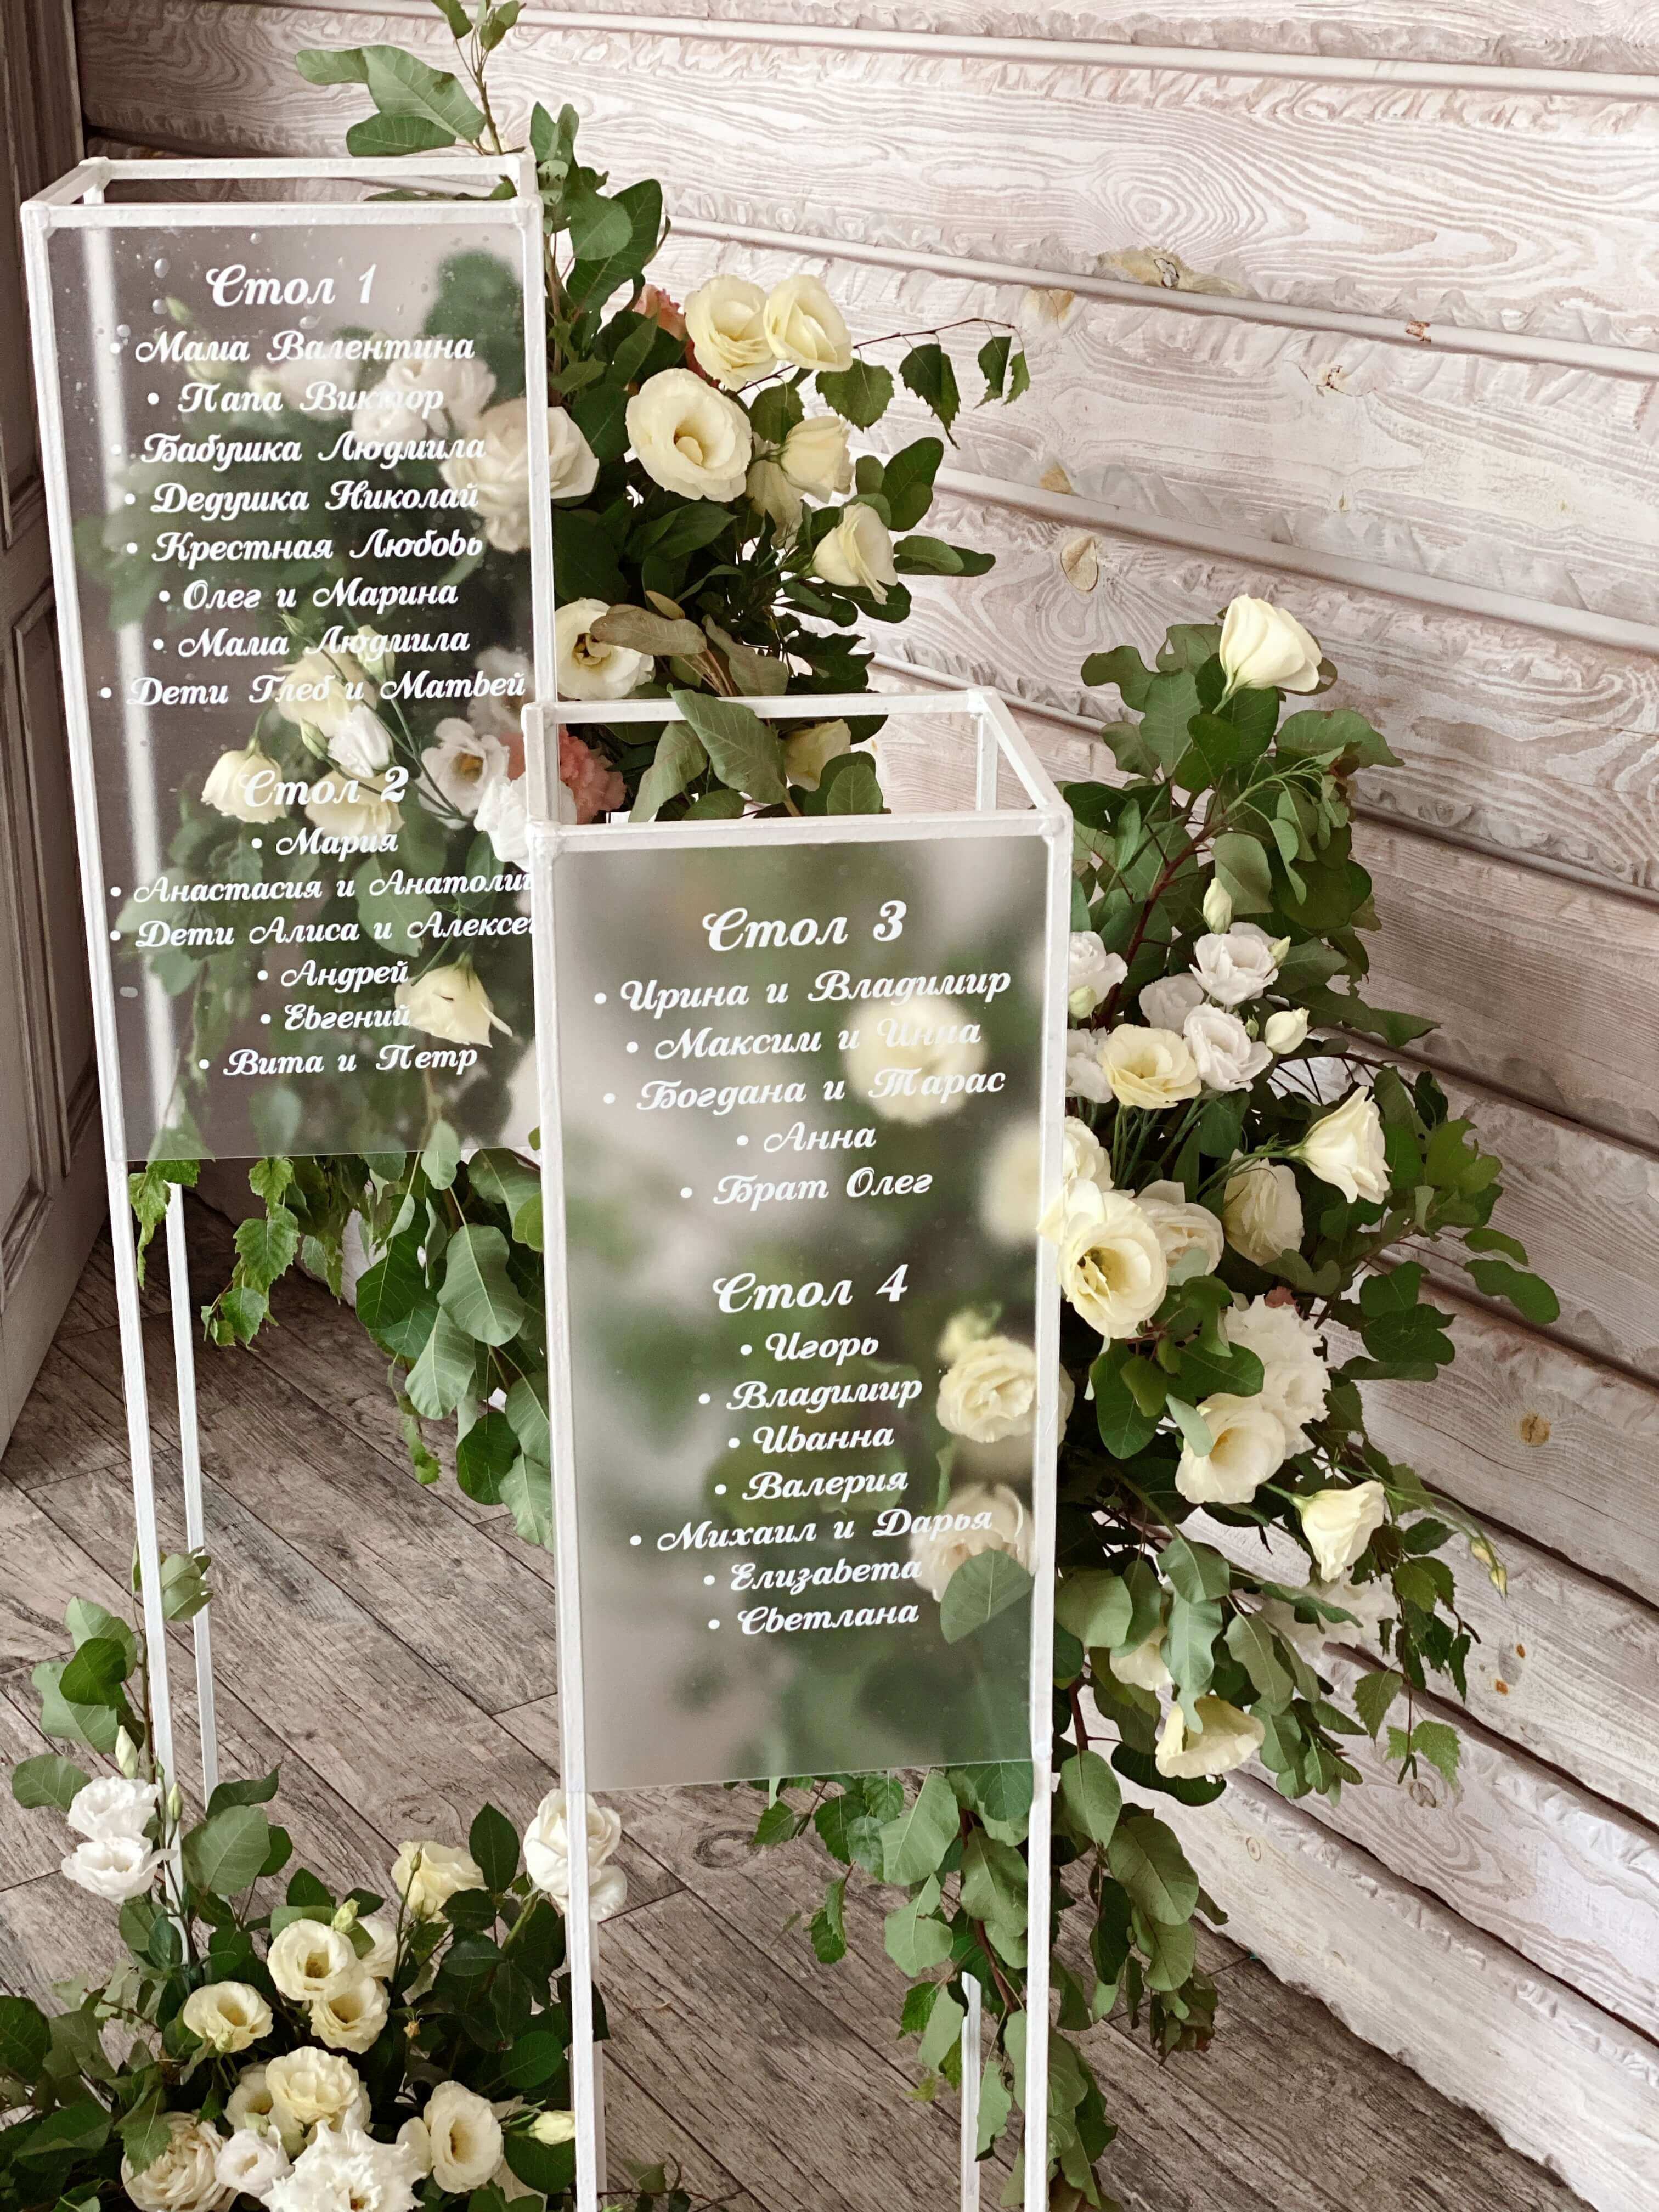 Стол 1
• Мама Валентина
• Папа Виктор
• Бабушка Людмила
• Дедушка Николай
• Крестная Любовь
• Олег и Марина
• Мама Людмила
• Дети Глеб и Матвей
Стол 2
• Мария
• Анастасия и Анатолий
• Дети Алиса и Алексе
• Андрей
• Евгений
• Вита и Петр
Стол 3
• Ирина и Владимир
• Максим и Инна
• Богдана и Тарас
• Анна
• Брат Олег
Стол 4
• Игорь
• Владимир
• Иванна
• Валерия
• Михаил и Дарья
• Елизавета
• Светлана